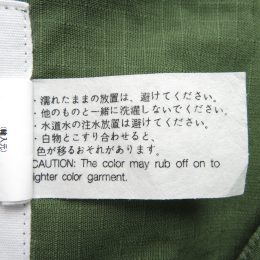 ・濡れたままの放置は、避けてください。
・他のものと一緒に洗濯しないでください。
・水道水の注水放置は、避けてください。
・白物とこすり合わせると、
色が移るおそれがあります。
CAUTION: The color may rub off on to
lighter color garment.